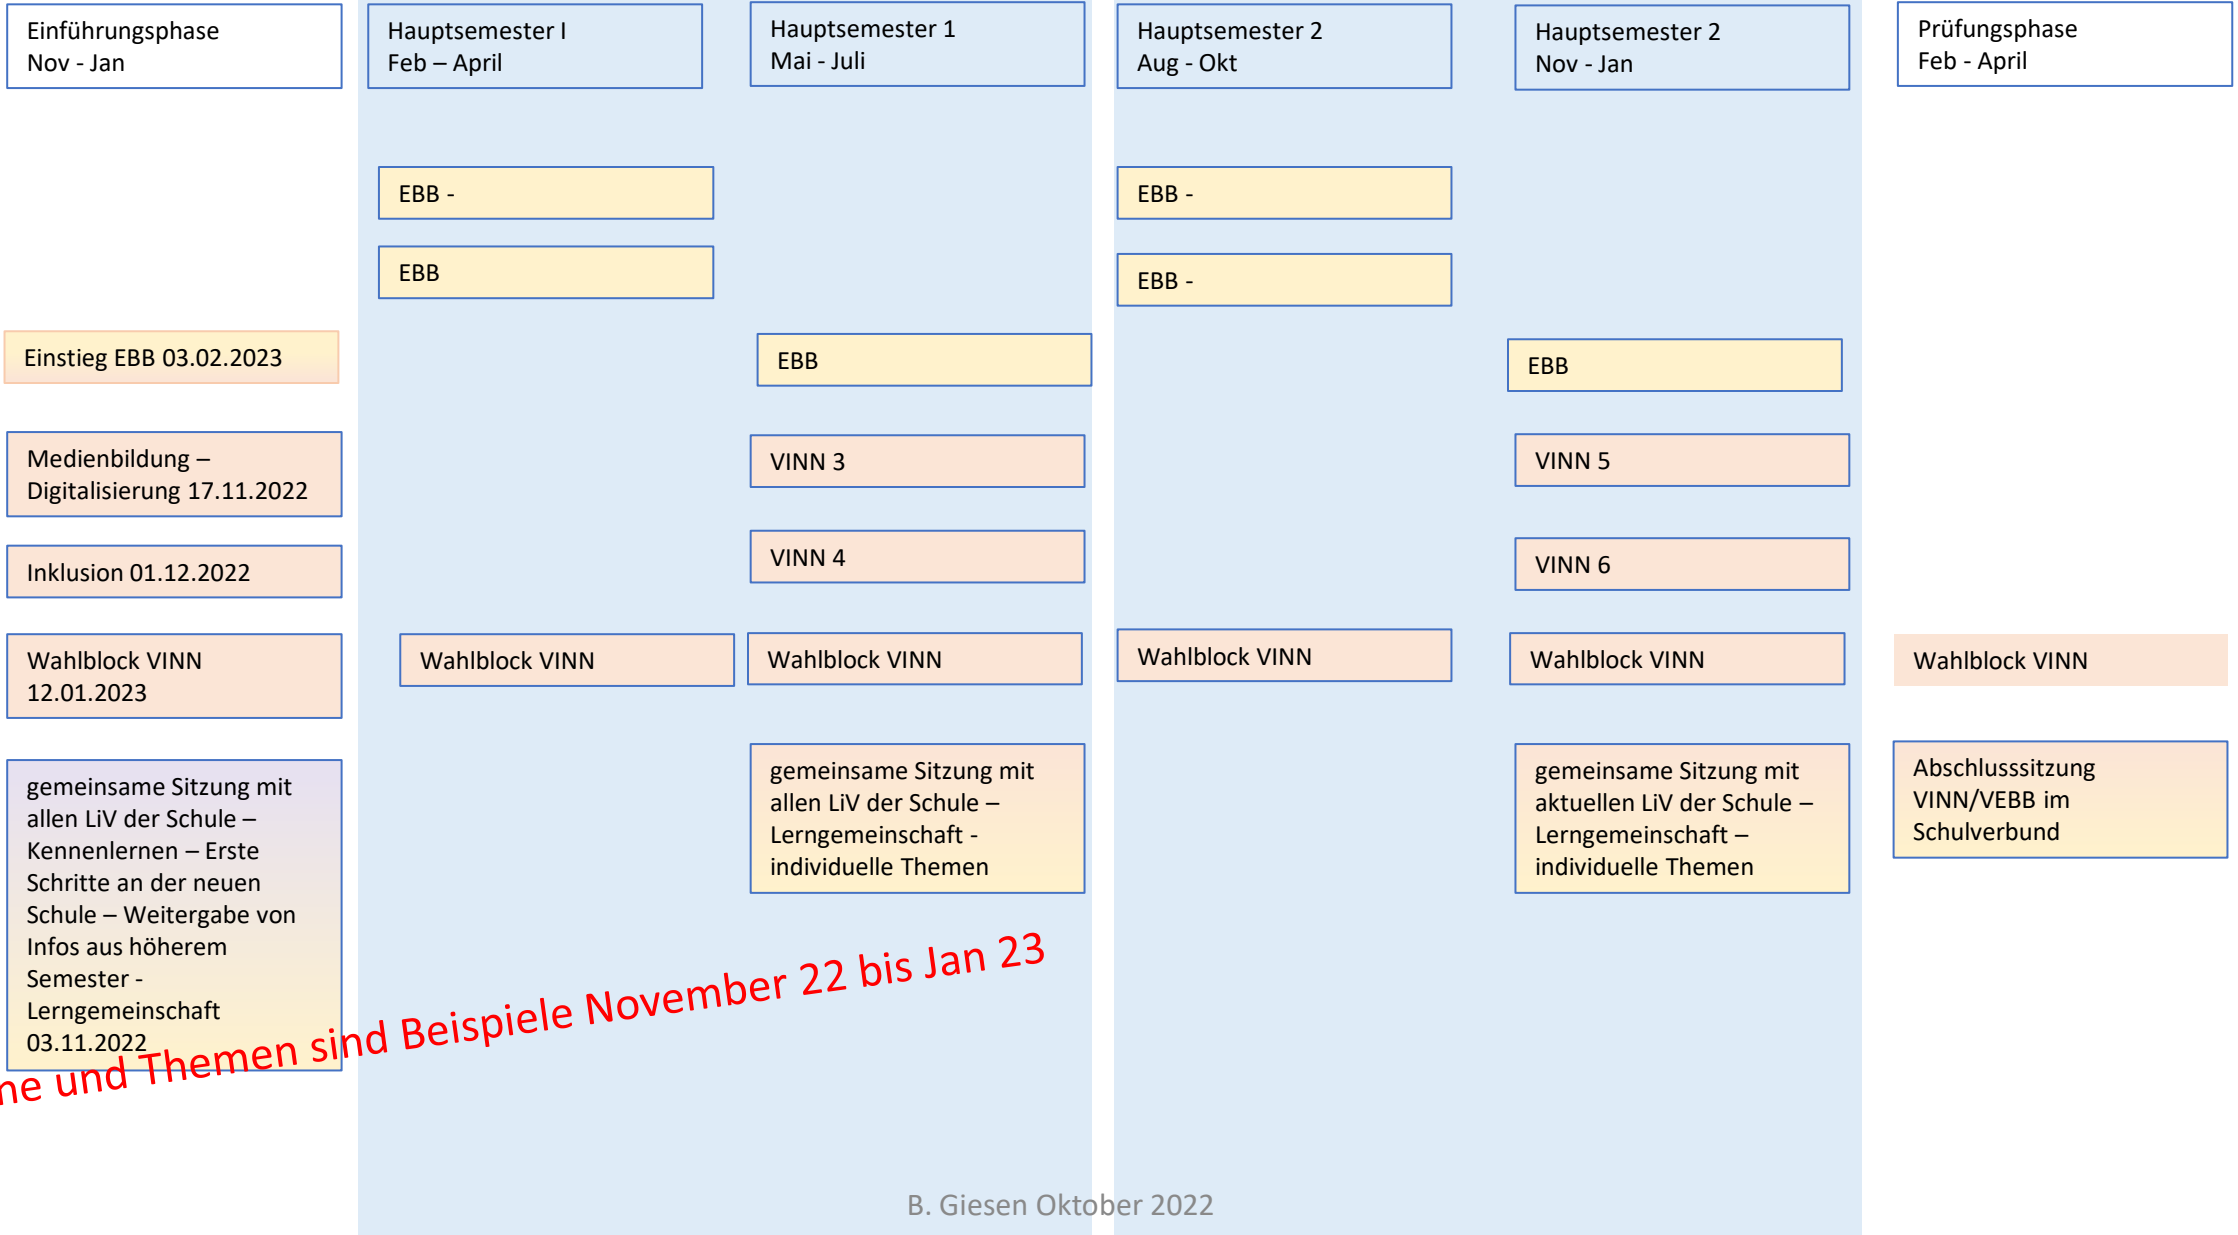 Einführungsphase
Nov - Jan
Hauptsemester I
Feb – April
Hauptsemester 1
Mai - Juli
Hauptsemester 2
Aug - Okt
Hauptsemester 2
Nov - Jan
Prüfungsphase
Feb - April
EBB -
EBB -
EBB
EBB -
Einstieg EBB 03.02.2023
EBB
EBB
Medienbildung –
Digitalisierung 17.11.2022
VINN 3
VINN 5
Inklusion 01.12.2022
VINN 4
VINN 6
Wahlblock VINN
12.01.2023
Wahlblock VINN
Wahlblock VINN
Wahlblock VINN
Wahlblock VINN
Wahlblock VINN
gemeinsame Sitzung mit
allen LiV der Schule –
Kennenlernen – Erste
Schritte an der neuen
Schule – Weitergabe von
Infos aus höherem
Semester -
Lerngemeinschaft
03.11.2022
gemeinsame Sitzung mit
allen LiV der Schule –
Lerngemeinschaft -
individuelle Themen
gemeinsame Sitzung mit
aktuellen LiV der Schule –
Lerngemeinschaft –
individuelle Themen
Abschlusssitzung
VINN/VEBB im
Schulverbund
und Themen sind Beispiele November 22 bis Jan 23
B. Giesen Oktober 2022